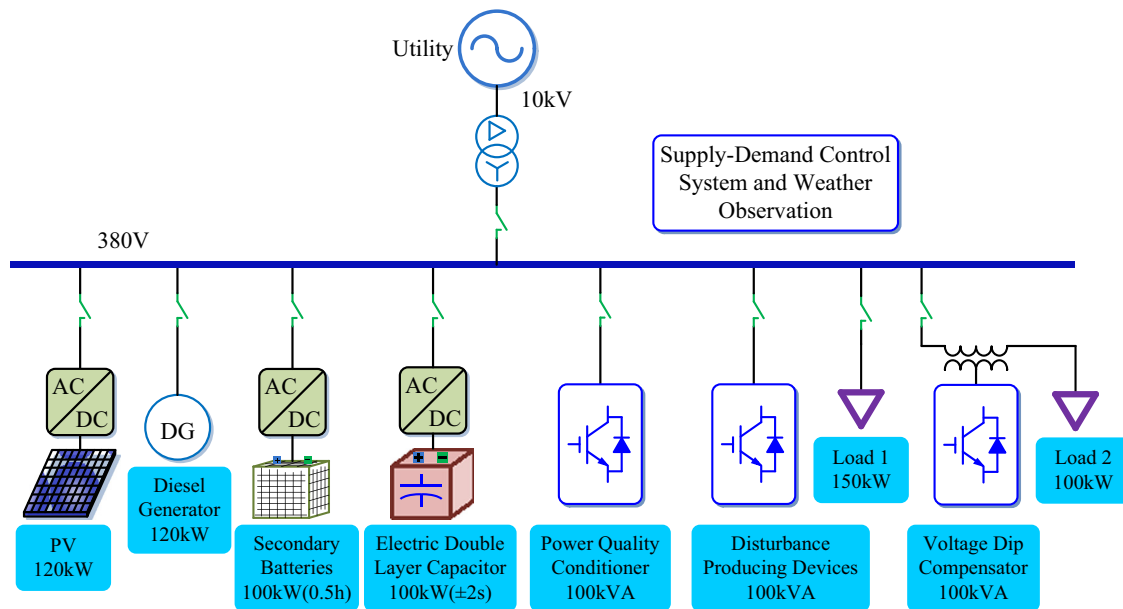 Utility
10kV
Supply-Demand Control
System and Weather
Observation
380V
AC
DC
AC
DC
AC
DC
DG
PV
120kW
Diesel
Generator
120kW
Secondary
Batteries
100kW(0.5h)
Electric Double
Layer Capacitor
100kW(±2s)
Power Quality
Conditioner
100kVA
Disturbance
Producing Devices
100kVA
Load 1
150kW
Voltage Dip
Compensator
100kVA
Load 2
100kW